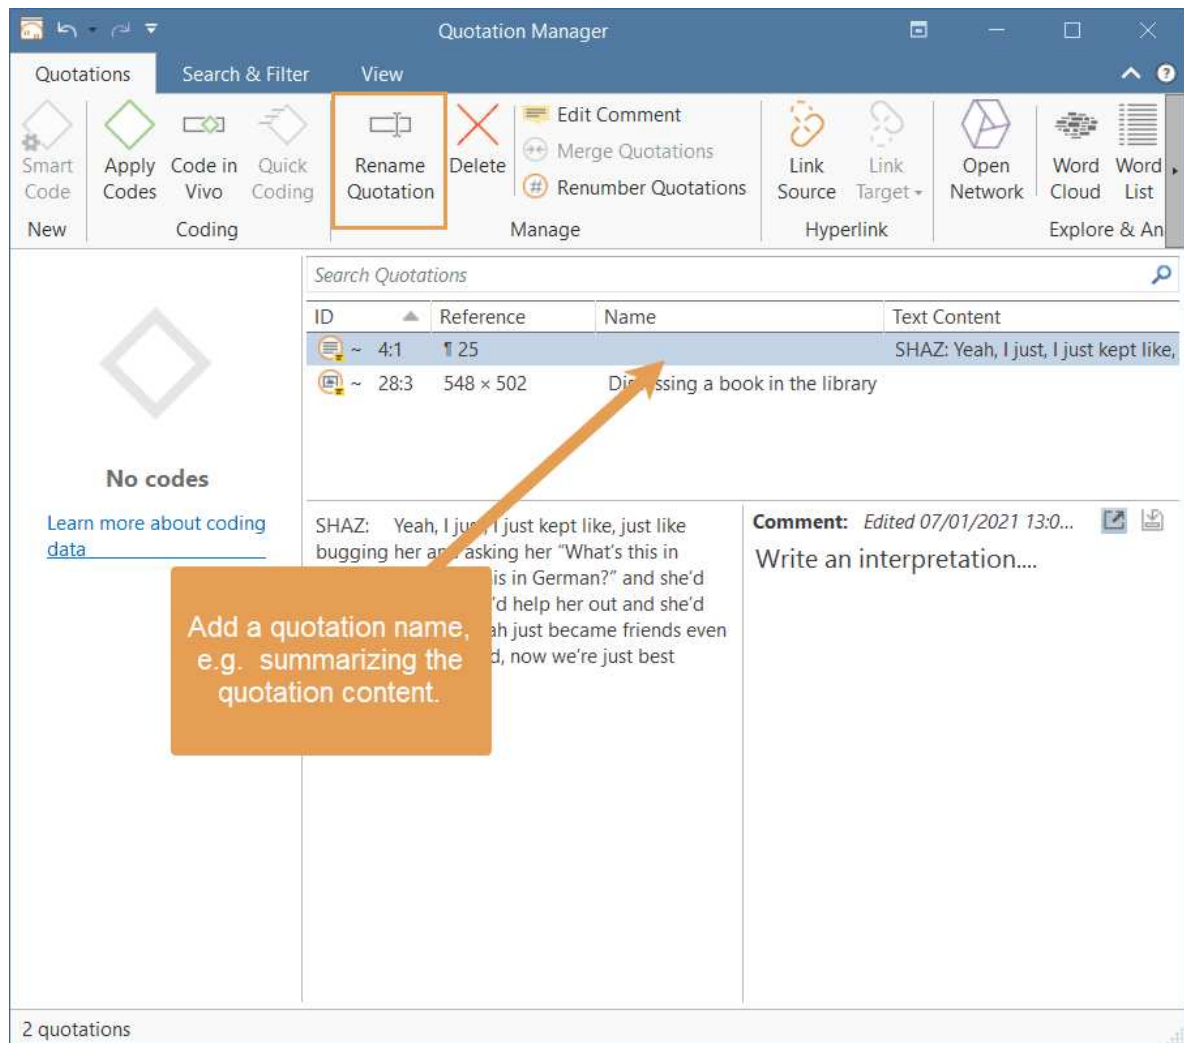 Quotation Manager
Quotations Search & Filter View
Smart Code
Apply Codes
Code in Vivo
Quick Coding
Rename Quotation
Delete
Edit Comment
Merge Quotations
Renumber Quotations
Link Source
Link Target
Open Network
Word Cloud
Word List
New Coding Manage Hyperlink Explore & An
Search Quotations
ID Reference Name Text Content
~ 4:1 ¶ 25 SHAZ: Yeah, I just, I just kept like,
~ 28:3 548 × 502 ssing a book in the library
No codes
Learn more about coding
data
SHAZ: Yeah, I just, I just kept like, just like
bugging her and asking her "What's this in
is in German?" and she'd
'd help her out and she'd
ah just became friends even
d, now we're just best
Comment: Edited 07/01/2021 13:0...
Write an interpretation....
Add a quotation name,
e.g. summarizing the
quotation content.
2 quotations